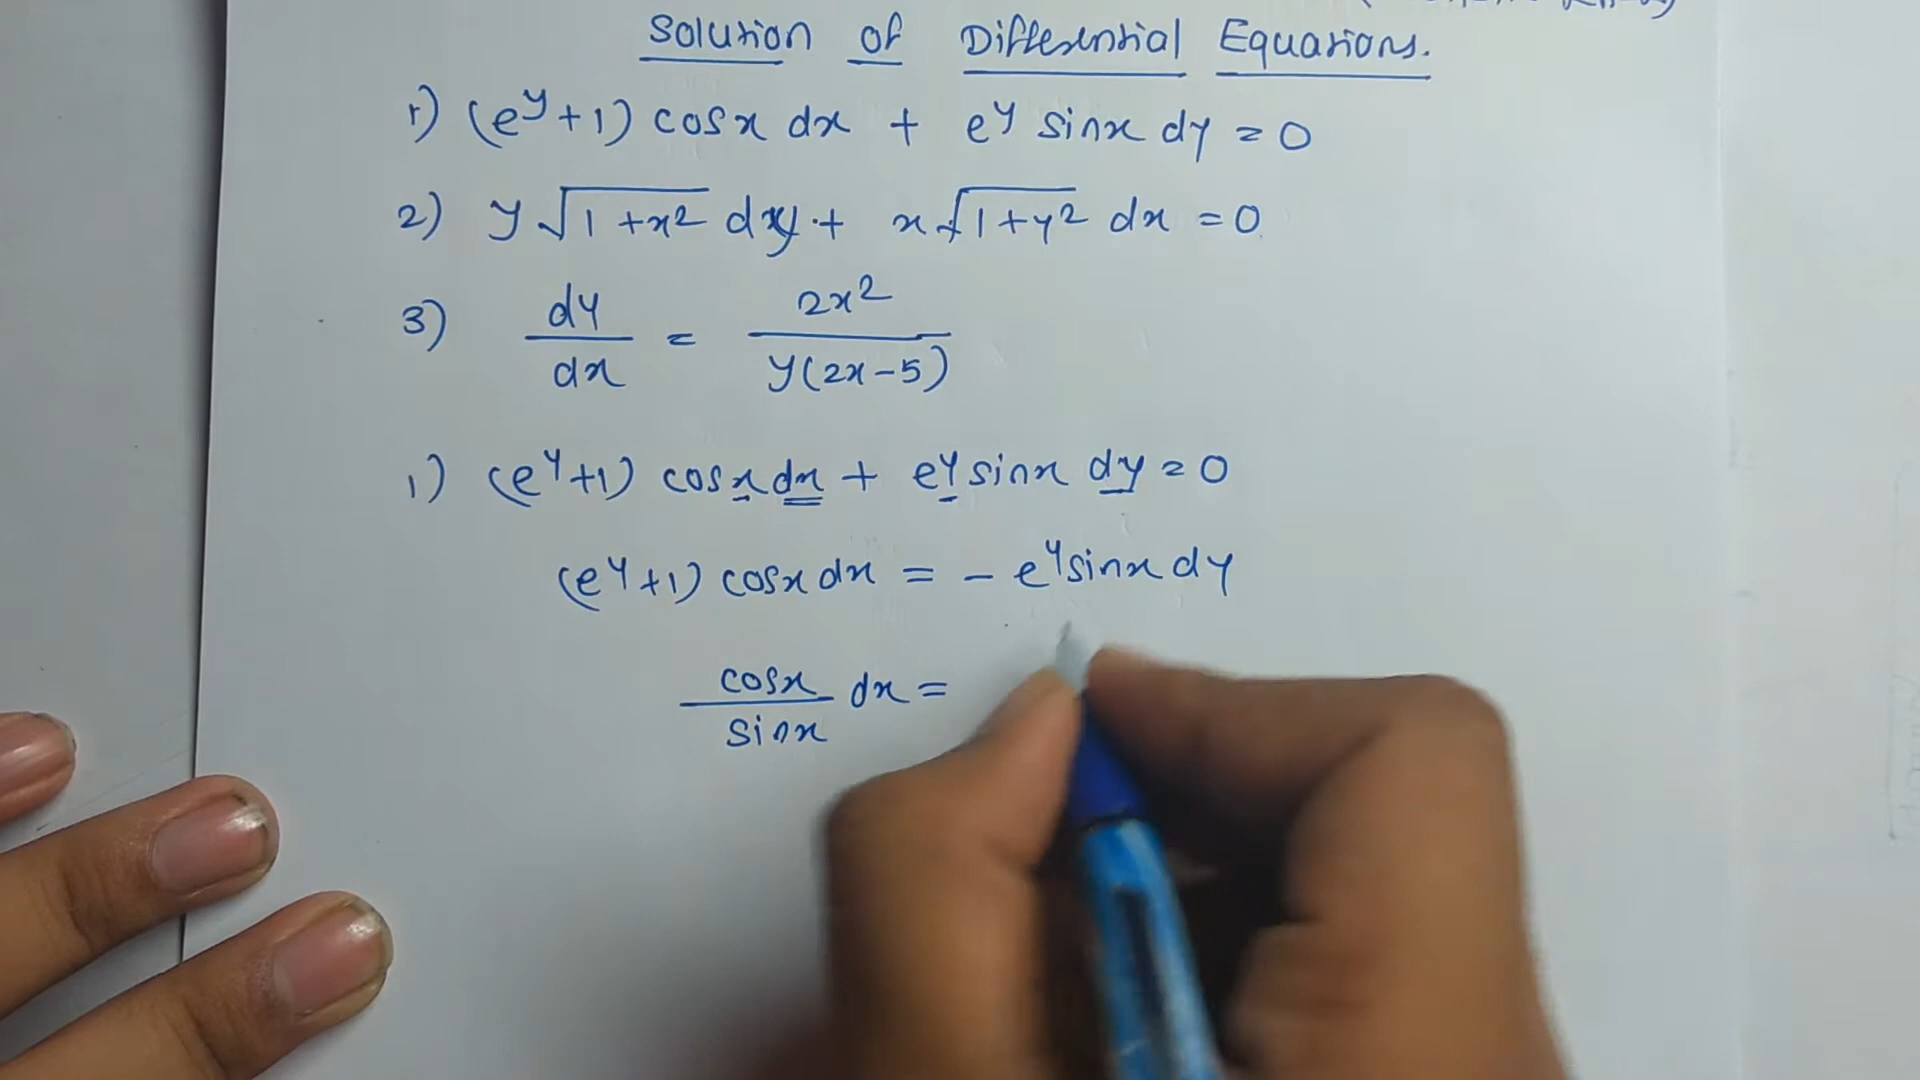 Solution of Differential Equations.
1) (e^y + 1) cosx dx + e^y sinx dy = 0
2) y √(1 + x²) dy + x √(1 + y²) dx = 0
3) dy/dx = 2x²/y(2x - 5)
1) (e^y + 1) cosx dx + e^y sinx dy = 0
(e^y + 1) cosx dx = - e^y sinx dy
cosx/sinx dx =